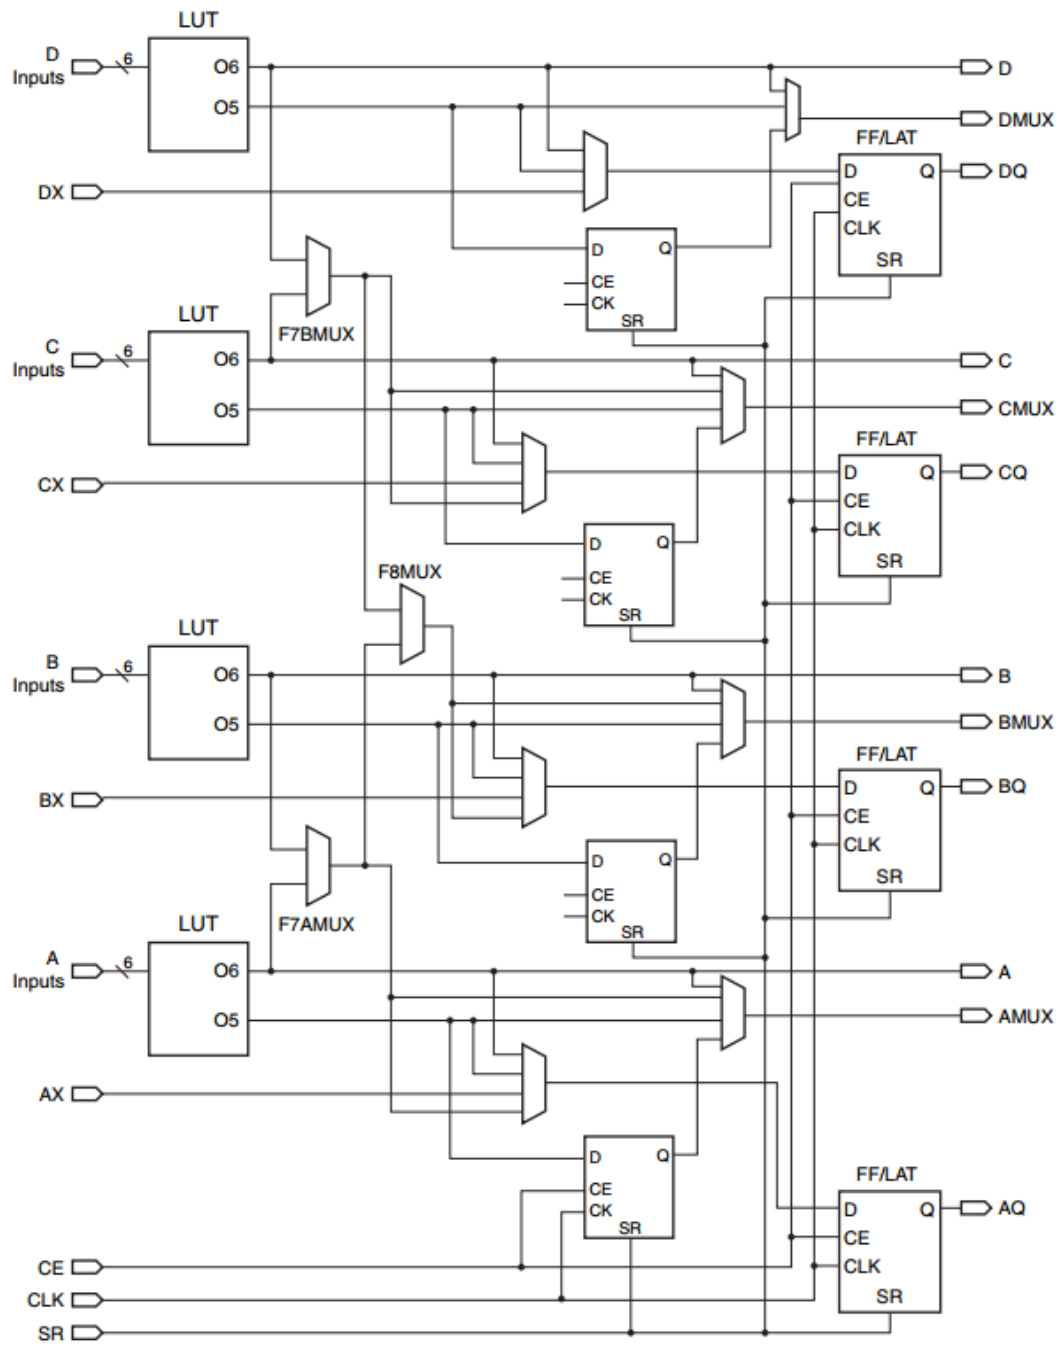 LUT
D
Inputs
6
O6
O5
D
DMUX
FF/LAT
D
Q
CE
CLK
SR
DQ
DX
D
Q
CE
CK
SR
F7BMUX
LUT
C
Inputs
6
O6
O5
C
CMUX
FF/LAT
D
Q
CE
CLK
SR
CQ
CX
D
Q
CE
CK
SR
F8MUX
LUT
B
Inputs
6
O6
O5
B
BMUX
FF/LAT
D
Q
CE
CLK
SR
BQ
BX
D
Q
CE
CK
SR
F7AMUX
LUT
A
Inputs
6
O6
O5
A
AMUX
AX
D
Q
CE
CK
SR
FF/LAT
D
Q
CE
CLK
SR
AQ
CE
CLK
SR